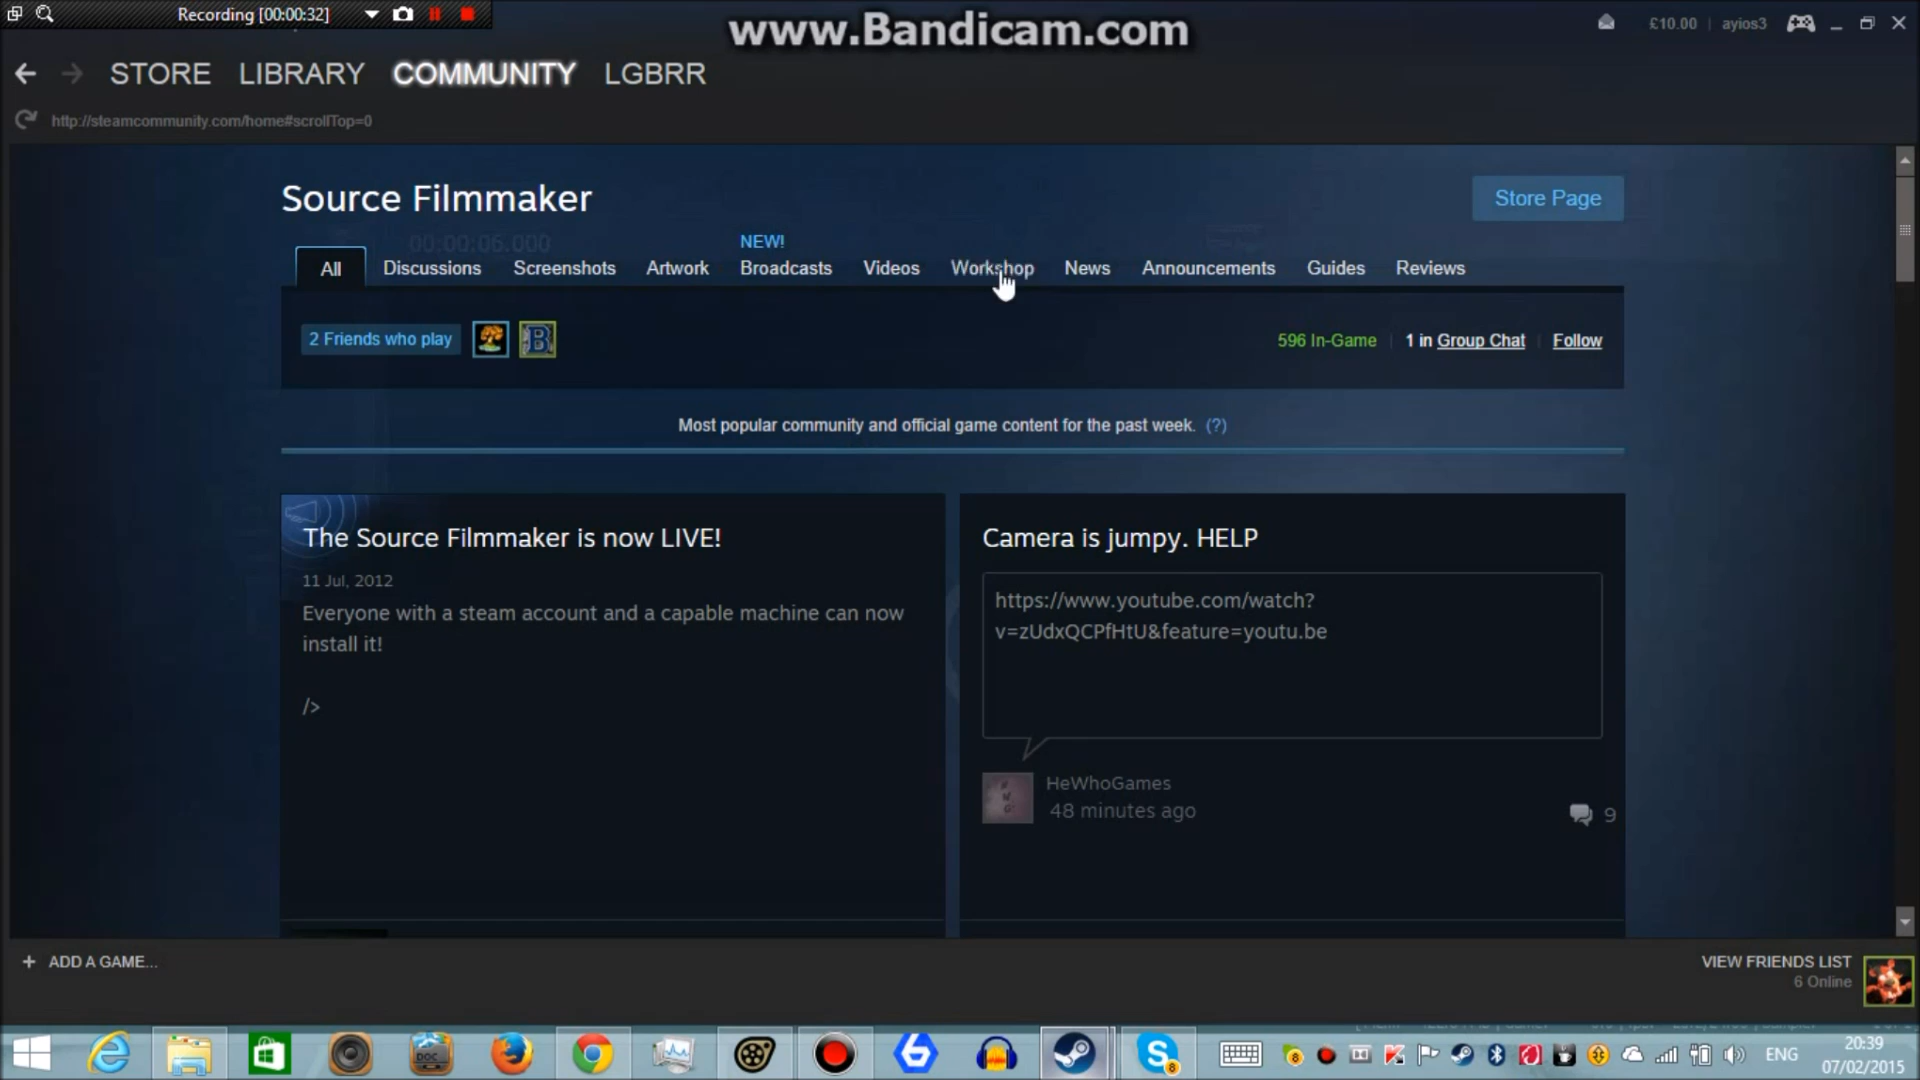 Recording [00:00:32]
www.Bandicam.com
£10.00 | ayios3
STORE LIBRARY COMMUNITY LGBRR
http://steamcommunity.com/home#scrollTop=0
Source Filmmaker
Store Page
00:00:06.000
NEW!
All Discussions Screenshots Artwork Broadcasts Videos Workshop News Announcements Guides Reviews
2 Friends who play
B
596 In-Game | 1 in Group Chat | Follow
Most popular community and official game content for the past week. (?)
The Source Filmmaker is now LIVE!
11 Jul, 2012
Everyone with a steam account and a capable machine can now
install it!
/>
Camera is jumpy. HELP
https://www.youtube.com/watch?
v=zUdxQCPfHtU&feature=youtu.be
HeWhoGames
48 minutes ago
9
+ ADD A GAME...
VIEW FRIENDS LIST
6 Online
DOC
ENG
20:39
07/02/2015